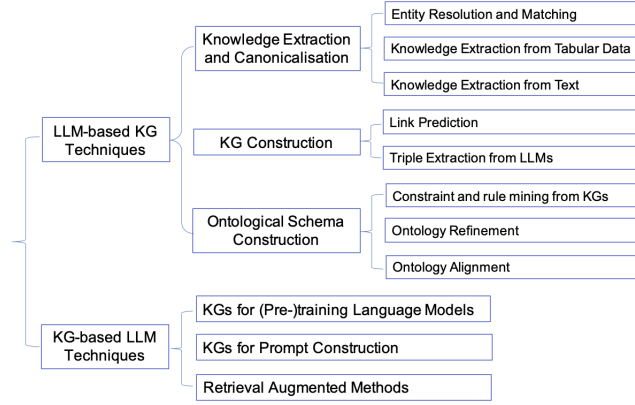 LLM-based KG
Techniques
Knowledge Extraction
and Canonicalisation
Entity Resolution and Matching
Knowledge Extraction from Tabular Data
Knowledge Extraction from Text
KG Construction
Link Prediction
Triple Extraction from LLMs
Ontological Schema
Construction
Constraint and rule mining from KGs
Ontology Refinement
Ontology Alignment
KG-based LLM
Techniques
KGs for (Pre-)training Language Models
KGs for Prompt Construction
Retrieval Augmented Methods